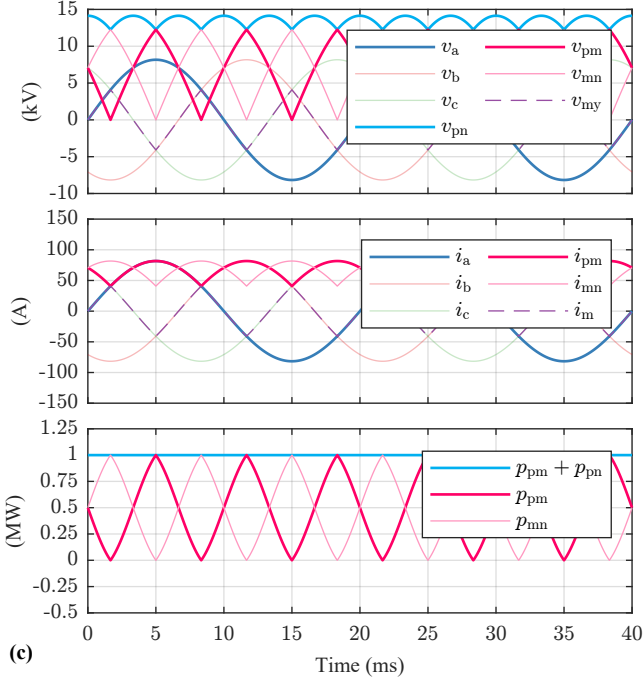 15
10
5
0
-5
-10
(kV)
v_a v_pm
v_b v_mn
v_c v_my
v_pn
150
100
50
0
-50
-100
-150
(A)
i_a i_pm
i_b i_mn
i_c i_m
1.25
1
0.75
0.5
0.25
0
-0.25
-0.5
(MW)
p_pm + p_pn
p_pm
p_mn
0 5 10 15 20 25 30 35 40
(c) Time (ms)